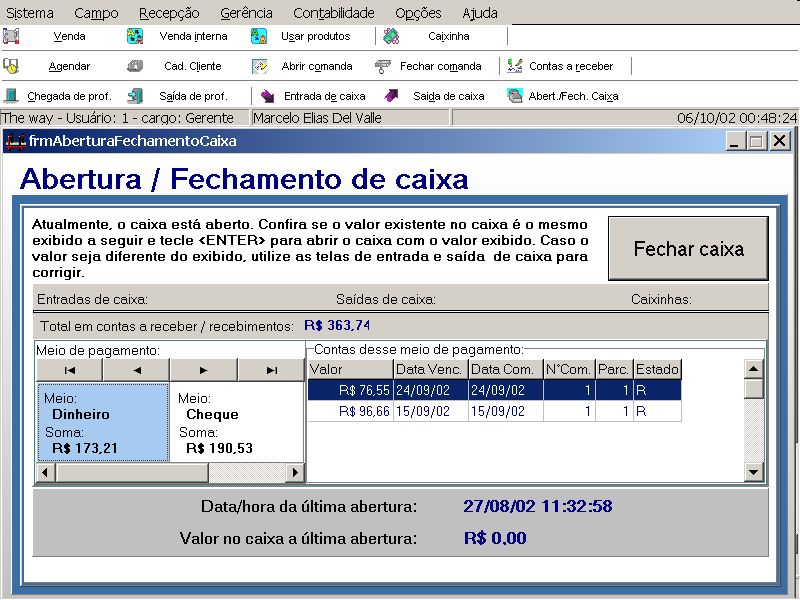 Sistema Campo Recepção Gerência Contabilidade Opções Ajuda
Venda Venda interna Usar produtos Caixinha
Agendar Cad. Cliente Abrir comanda Fechar comanda Contas a receber
Chegada de prof. Saída de prof. Entrada de caixa Saida de caixa Abert./Fech. Caixa
The way - Usuário: 1 - cargo: Gerente Marcelo Elias Del Valle 06/10/02 00:48:24
frmAberturaFechamentoCaixa
Abertura / Fechamento de caixa
Atualmente, o caixa está aberto. Confira se o valor existente no caixa é o mesmo
exibido a seguir e tecle <ENTER> para abrir o caixa com o valor exibido. Caso o
valor seja diferente do exibido, utilize as telas de entrada e saída de caixa para
corrigir.
Fechar caixa
Entradas de caixa: Saídas de caixa: Caixinhas:
Total em contas a receber / recebimentos: R$ 363,74
Meio de pagamento:
Meio:
Dinheiro
Soma:
R$ 173,21
Meio:
Cheque
Soma:
R$ 190,53
Contas desse meio de pagamento:
Valor Data Venc. Data Com. N°Com. Parc. Estado
R$ 76,55 24/09/02 24/09/02 1 1 R
R$ 96,66 15/09/02 15/09/02 1 1 R
Data/hora da última abertura: 27/08/02 11:32:58
Valor no caixa a última abertura: R$ 0,00